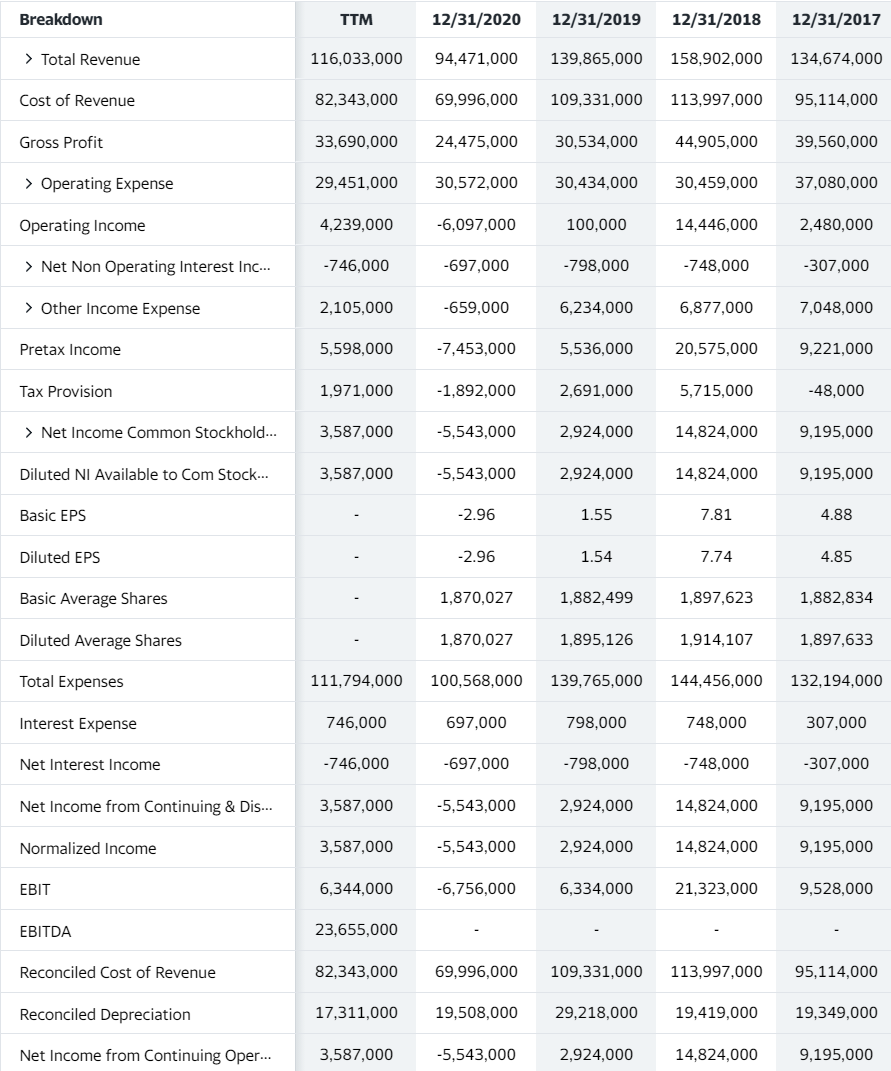 Breakdown TTM 12/31/2020 12/31/2019 12/31/2018 12/31/2017
> Total Revenue 116,033,000 94,471,000 139,865,000 158,902,000 134,674,000
Cost of Revenue 82,343,000 69,996,000 109,331,000 113,997,000 95,114,000
Gross Profit 33,690,000 24,475,000 30,534,000 44,905,000 39,560,000
> Operating Expense 29,451,000 30,572,000 30,434,000 30,459,000 37,080,000
Operating Income 4,239,000 -6,097,000 100,000 14,446,000 2,480,000
> Net Non Operating Interest Inc... -746,000 -697,000 -798,000 -748,000 -307,000
> Other Income Expense 2,105,000 -659,000 6,234,000 6,877,000 7,048,000
Pretax Income 5,598,000 -7,453,000 5,536,000 20,575,000 9,221,000
Tax Provision 1,971,000 -1,892,000 2,691,000 5,715,000 -48,000
> Net Income Common Stockhold... 3,587,000 -5,543,000 2,924,000 14,824,000 9,195,000
Diluted NI Available to Com Stock... 3,587,000 -5,543,000 2,924,000 14,824,000 9,195,000
Basic EPS - -2.96 1.55 7.81 4.88
Diluted EPS - -2.96 1.54 7.74 4.85
Basic Average Shares - 1,870,027 1,882,499 1,897,623 1,882,834
Diluted Average Shares - 1,870,027 1,895,126 1,914,107 1,897,633
Total Expenses 111,794,000 100,568,000 139,765,000 144,456,000 132,194,000
Interest Expense 746,000 697,000 798,000 748,000 307,000
Net Interest Income -746,000 -697,000 -798,000 -748,000 -307,000
Net Income from Continuing & Dis... 3,587,000 -5,543,000 2,924,000 14,824,000 9,195,000
Normalized Income 3,587,000 -5,543,000 2,924,000 14,824,000 9,195,000
EBIT 6,344,000 -6,756,000 6,334,000 21,323,000 9,528,000
EBITDA 23,655,000 - - - -
Reconciled Cost of Revenue 82,343,000 69,996,000 109,331,000 113,997,000 95,114,000
Reconciled Depreciation 17,311,000 19,508,000 29,218,000 19,419,000 19,349,000
Net Income from Continuing Oper... 3,587,000 -5,543,000 2,924,000 14,824,000 9,195,000